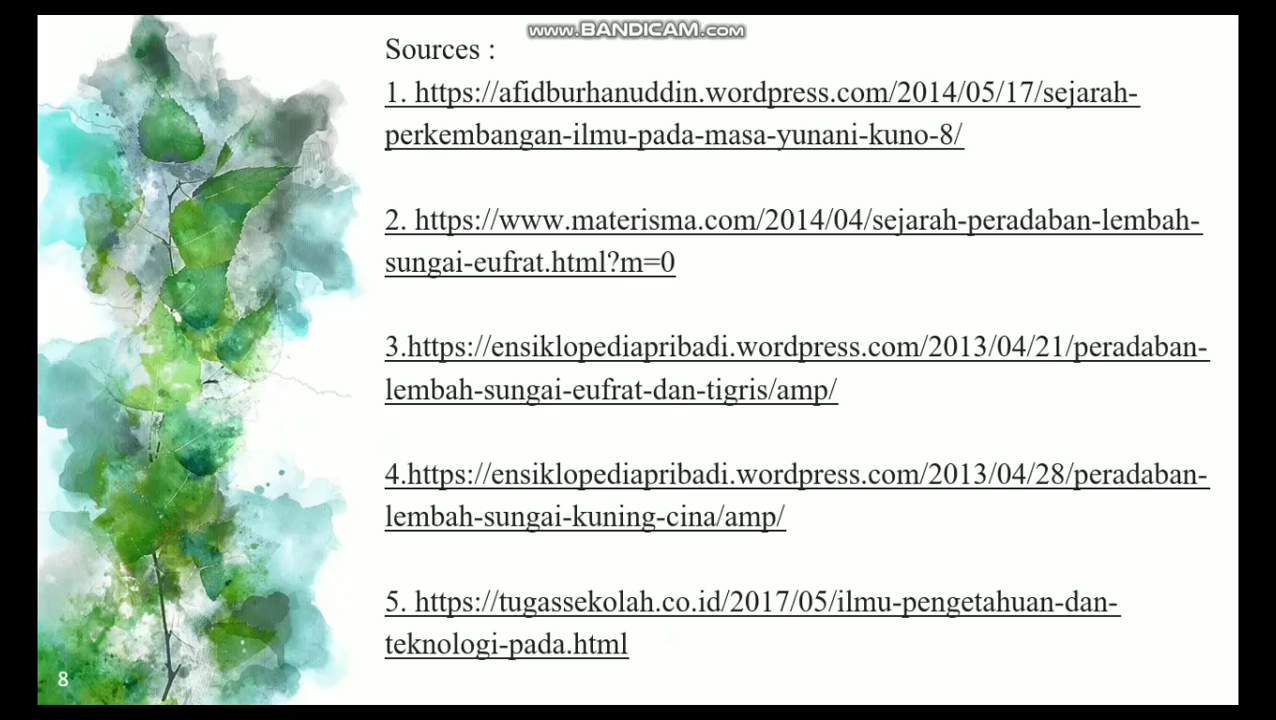 www.BANDICAM.com
Sources :
1. https://afidburhanuddin.wordpress.com/2014/05/17/sejarah-
perkembangan-ilmu-pada-masa-yunani-kuno-8/
2. https://www.materisma.com/2014/04/sejarah-peradaban-lembah-
sungai-eufrat.html?m=0
3.https://ensiklopediapribadi.wordpress.com/2013/04/21/peradaban-
lembah-sungai-eufrat-dan-tigris/amp/
4.https://ensiklopediapribadi.wordpress.com/2013/04/28/peradaban-
lembah-sungai-kuning-cina/amp/
5. https://tugassekolah.co.id/2017/05/ilmu-pengetahuan-dan-
teknologi-pada.html
8